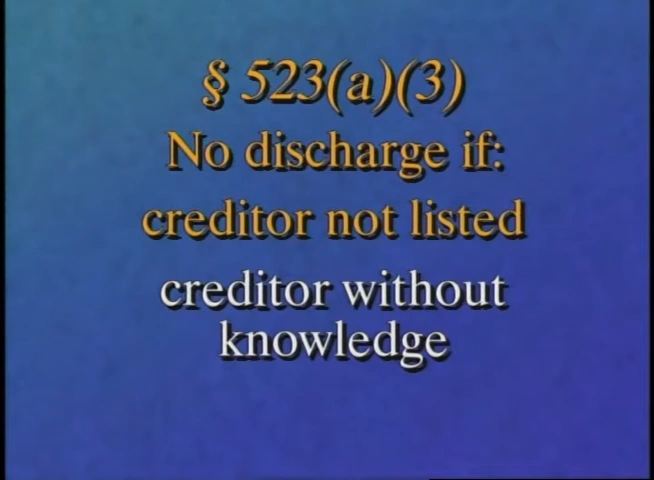 § 523(a)(3)
No discharge if:
creditor not listed
creditor without
knowledge